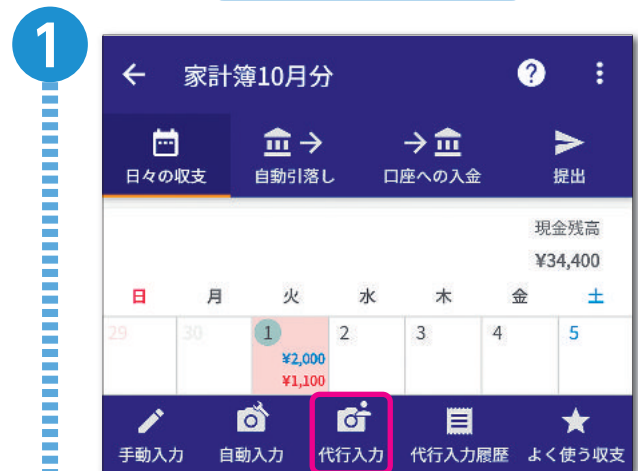 1
家計簿10月分
日々の収支 自動引落し 口座への入金 提出
現金残高
¥34,400
日 月 火 水 木 金 土
29 30 1 2 3 4 5
¥2,000
¥1,100
手動入力 自動入力 代行入力 代行入力履歴 よく使う収支